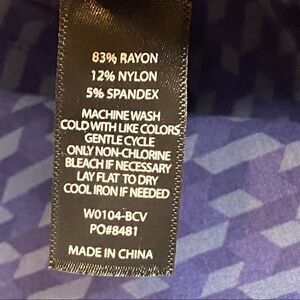 83% RAYON
12% NYLON
5% SPANDEX
MACHINE WASH
COLD WITH LIKE COLORS
GENTLE CYCLE
ONLY NON-CHLORINE
BLEACH IF NECESSARY
LAY FLAT TO DRY
COOL IRON IF NEEDED
W0104-BCV
PO#8481
MADE IN CHINA